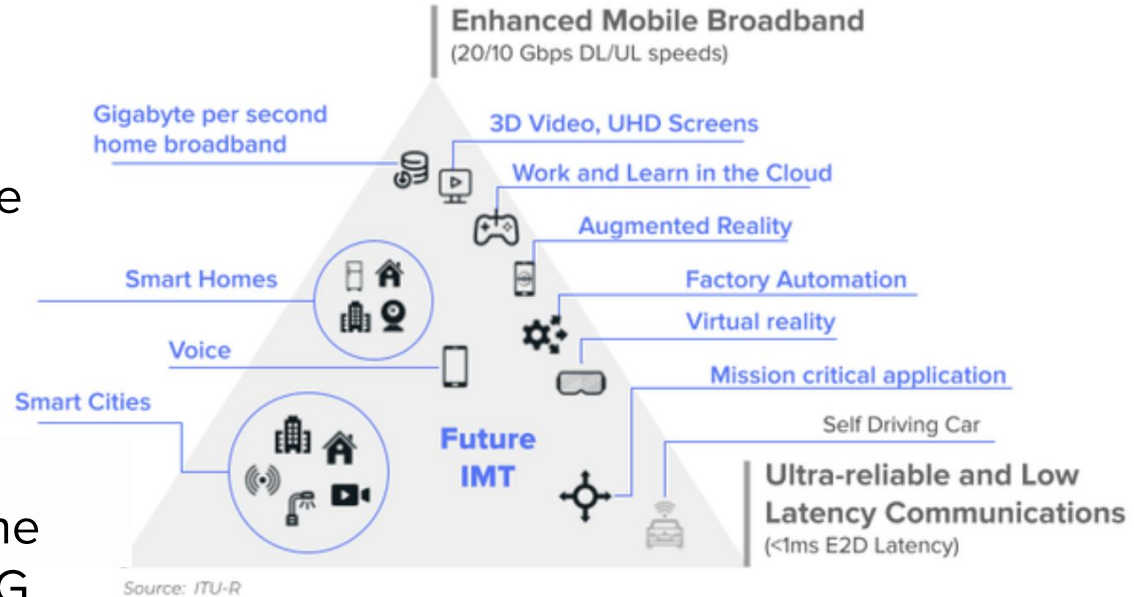 Enhanced Mobile Broadband
(20/10 Gbps DL/UL speeds)
Gigabyte per second
home broadband
3D Video, UHD Screens
Work and Learn in the Cloud
e
Augmented Reality
Smart Homes
Factory Automation
Virtual reality
Voice
Mission critical application
Smart Cities
Self Driving Car
Future
IMT
Ultra-reliable and Low
Latency Communications
(<1ms E2D Latency)
ne
G
Source: ITU-R